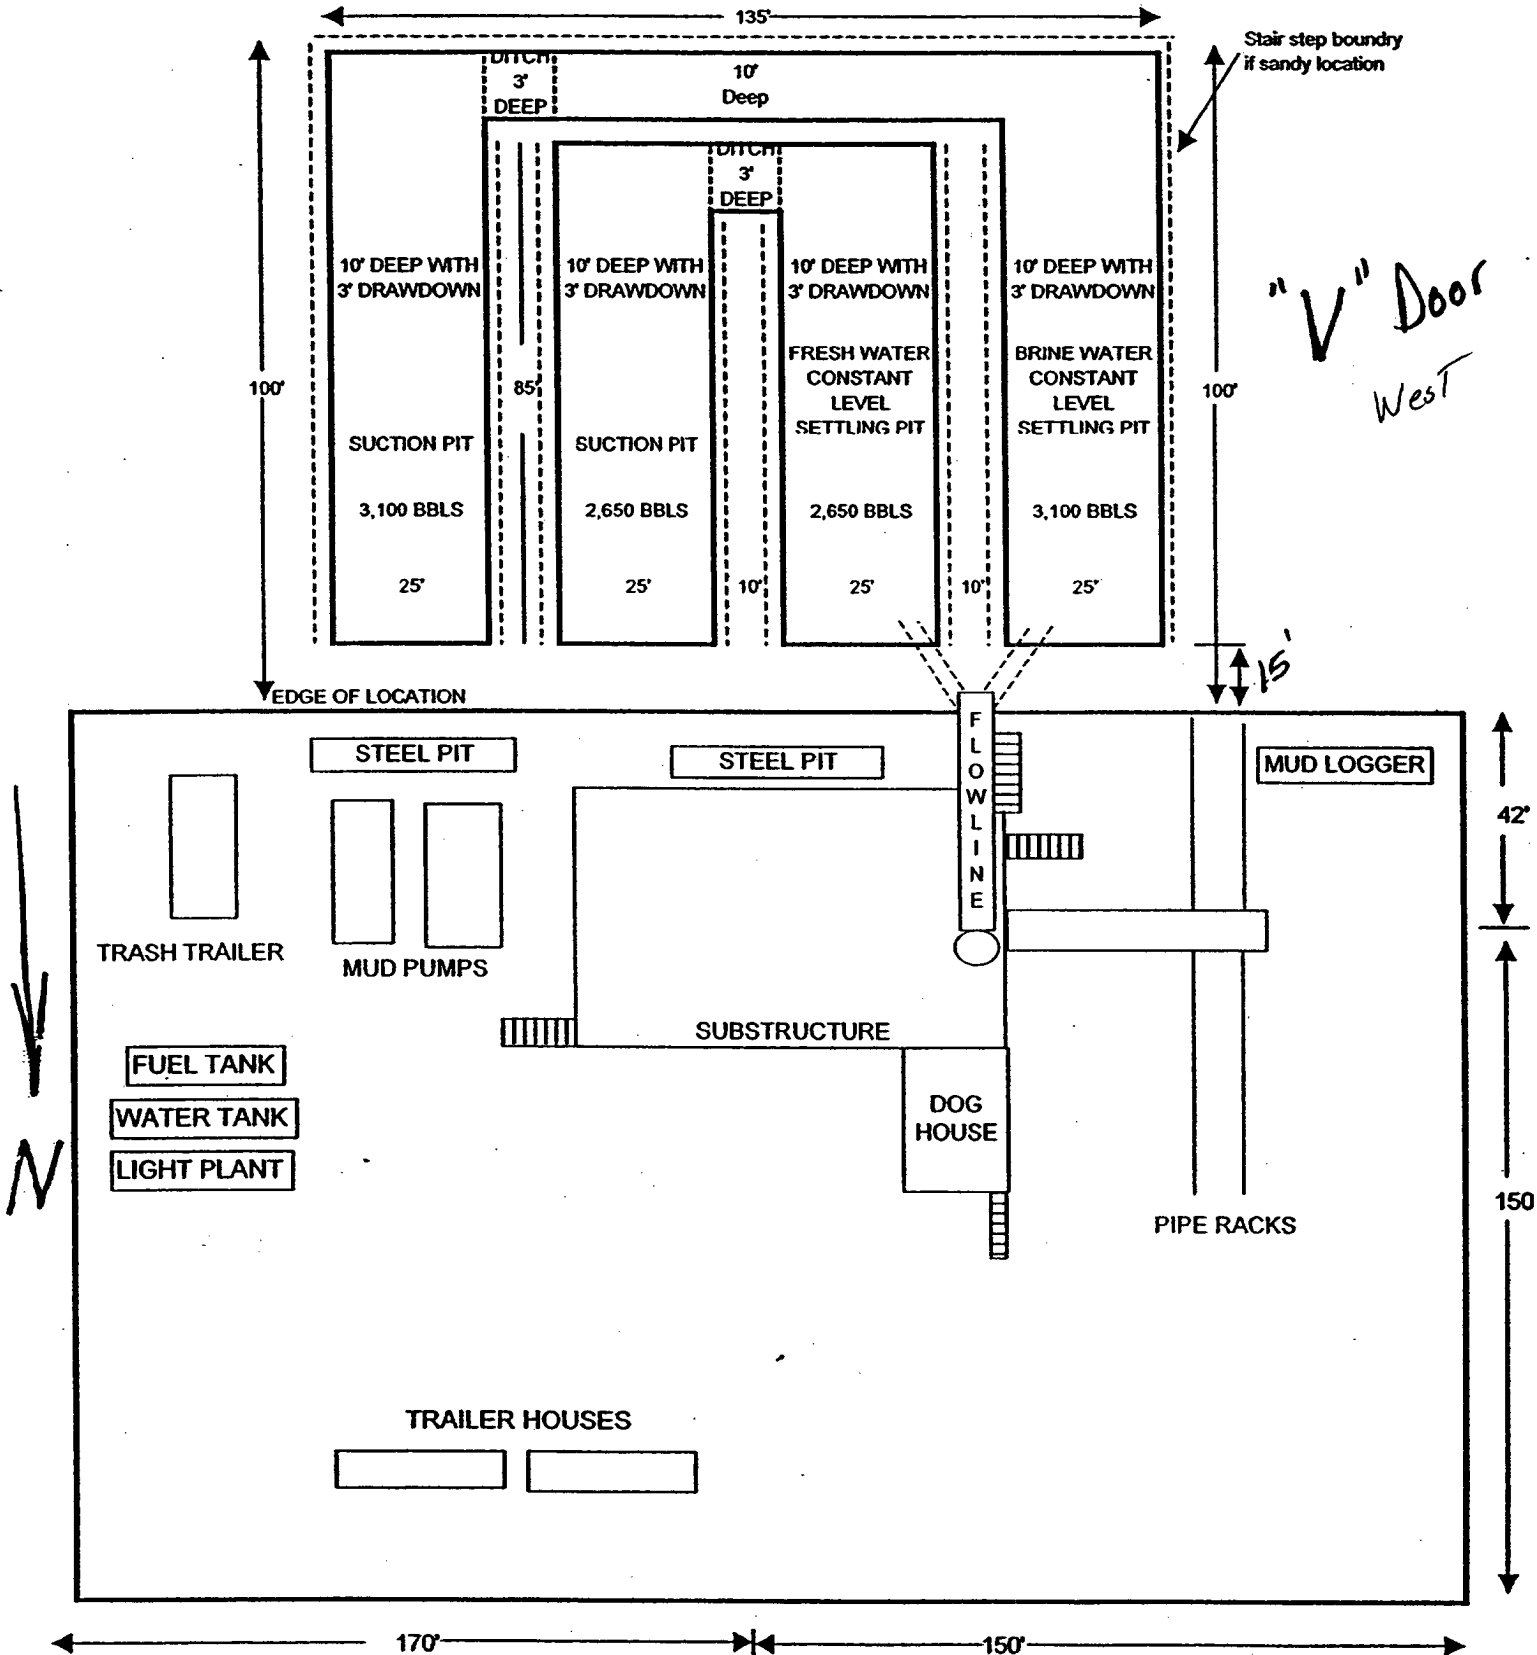 135'
Stair step boundry
if sandy location
DITCH
3'
DEEP
10'
Deep
DITCH
3'
DEEP
10' DEEP WITH
3' DRAWDOWN
10' DEEP WITH
3' DRAWDOWN
10' DEEP WITH
3' DRAWDOWN
10' DEEP WITH
3' DRAWDOWN
"V" Door
West
FRESH WATER
CONSTANT
LEVEL
SETTLING PIT
BRINE WATER
CONSTANT
LEVEL
SETTLING PIT
100'
85'
100'
SUCTION PIT
SUCTION PIT
3,100 BBLS
2,650 BBLS
2,650 BBLS
3,100 BBLS
25'
25'
10'
25'
10'
25'
15'
EDGE OF LOCATION
FLOWLINE
STEEL PIT
STEEL PIT
MUD LOGGER
42'
TRASH TRAILER
MUD PUMPS
SUBSTRUCTURE
FUEL TANK
WATER TANK
LIGHT PLANT
N
DOG
HOUSE
PIPE RACKS
150
TRAILER HOUSES
170'
150'